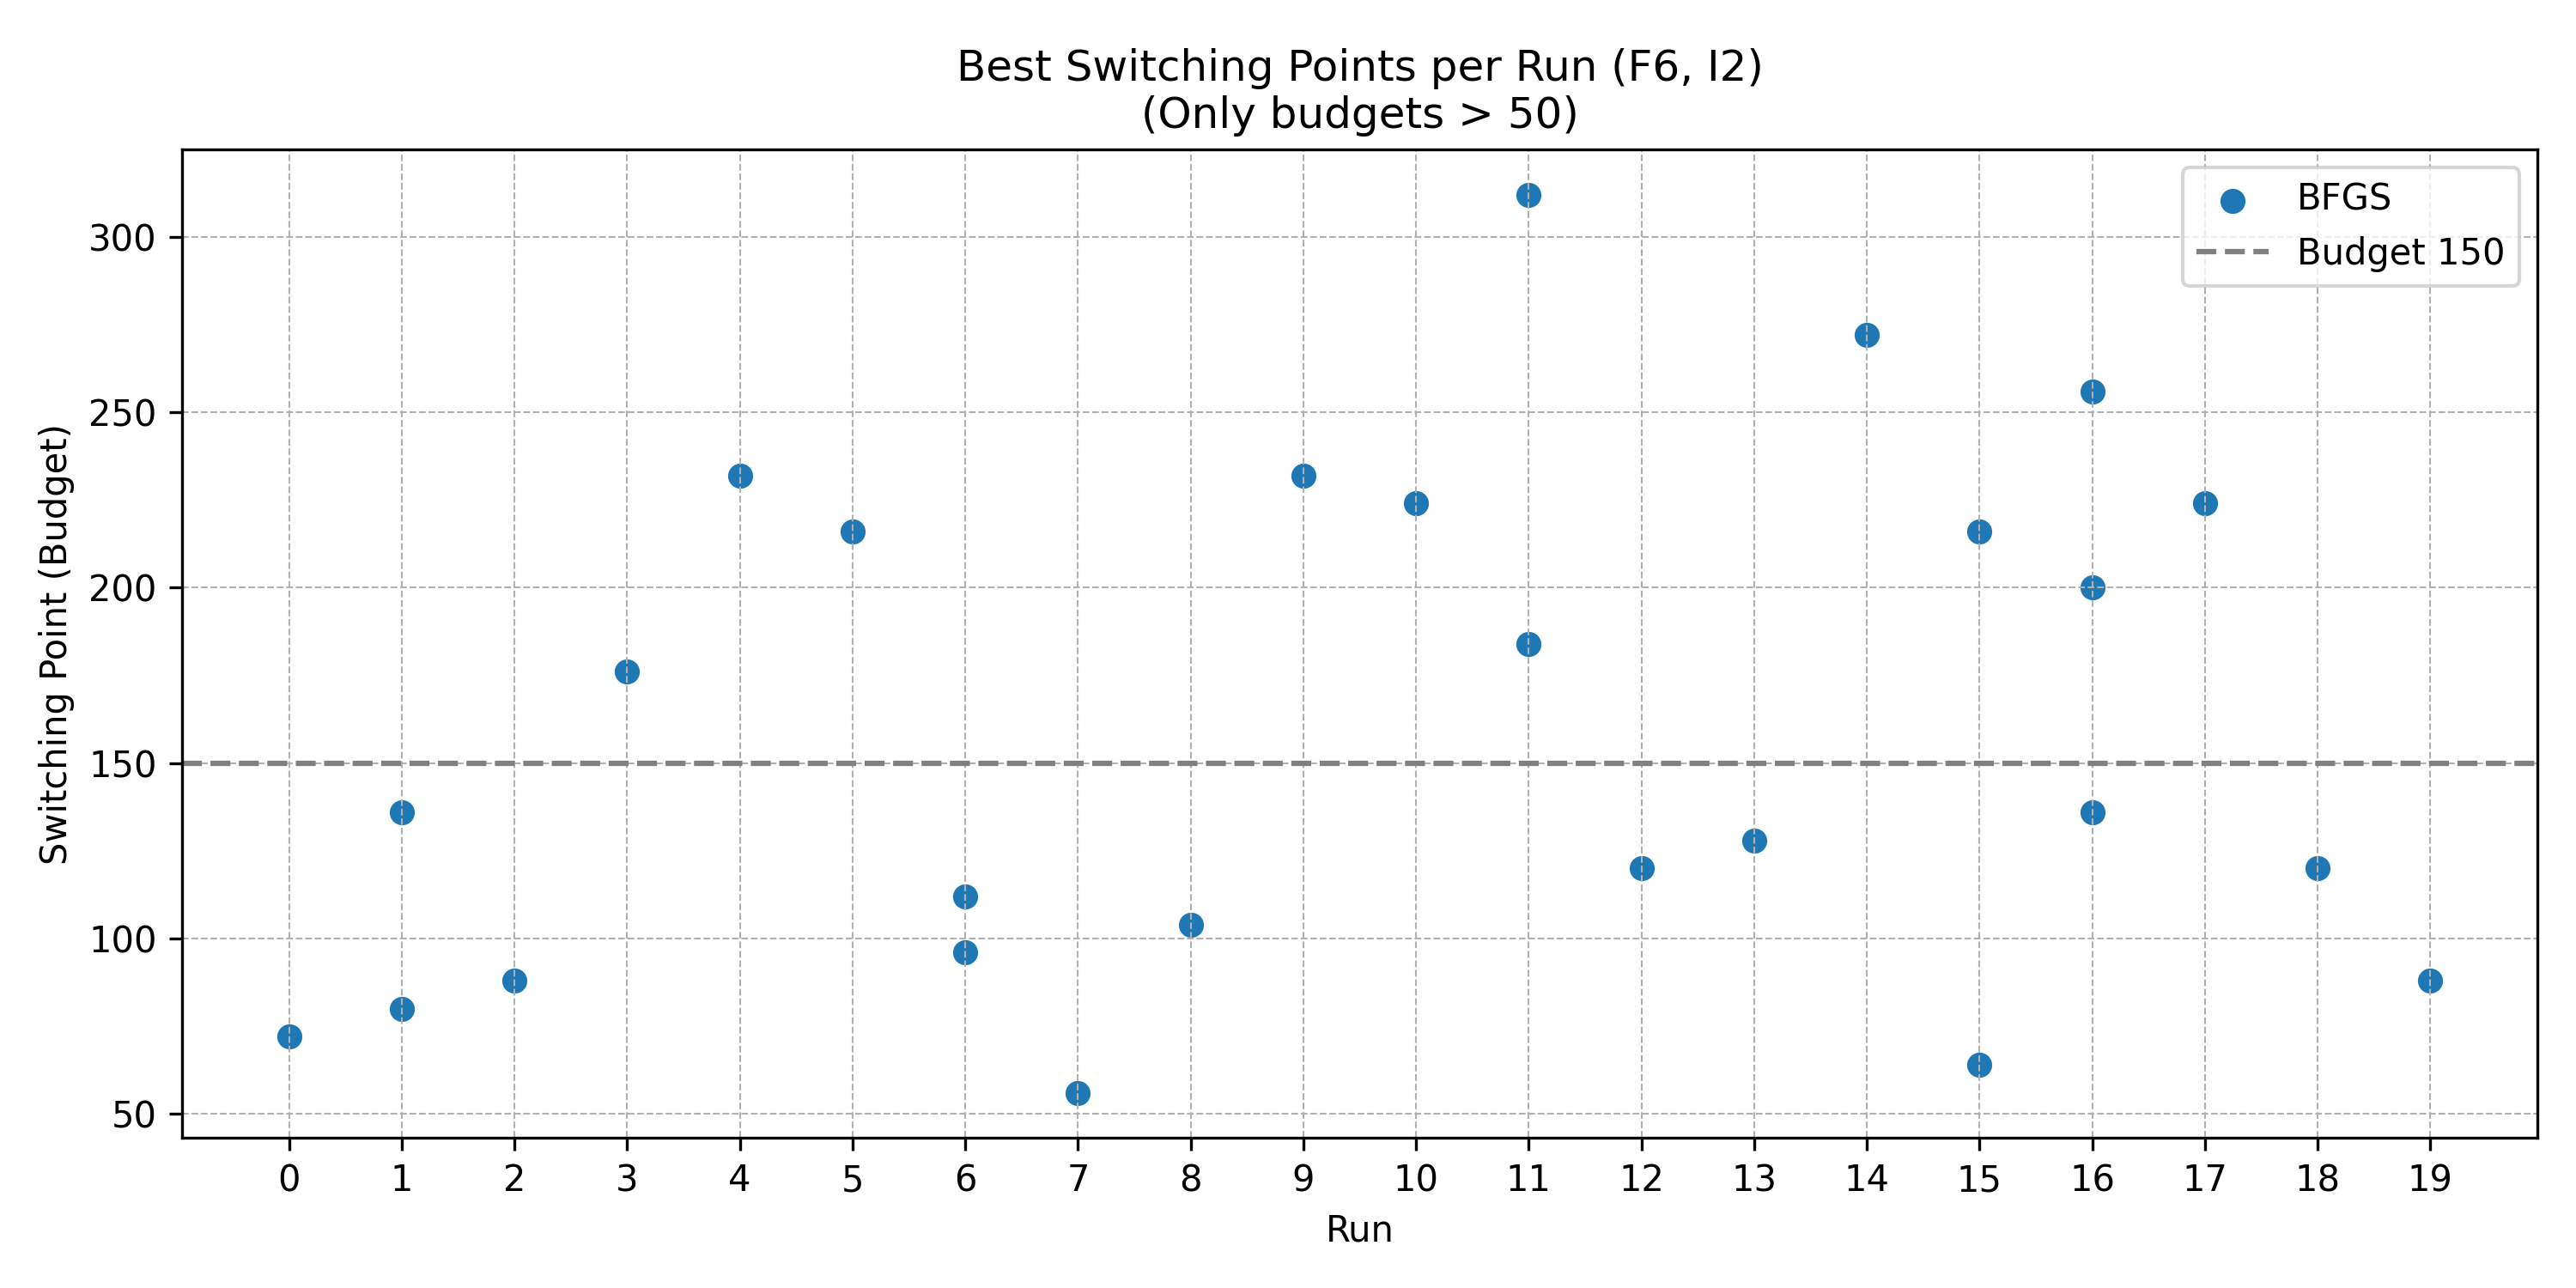 Best Switching Points per Run (F6, I2)
(Only budgets > 50)
BFGS
Budget 150
Switching Point (Budget)
300
250
200
150
100
50
0 1 2 3 4 5 6 7 8 9 10 11 12 13 14 15 16 17 18 19
Run